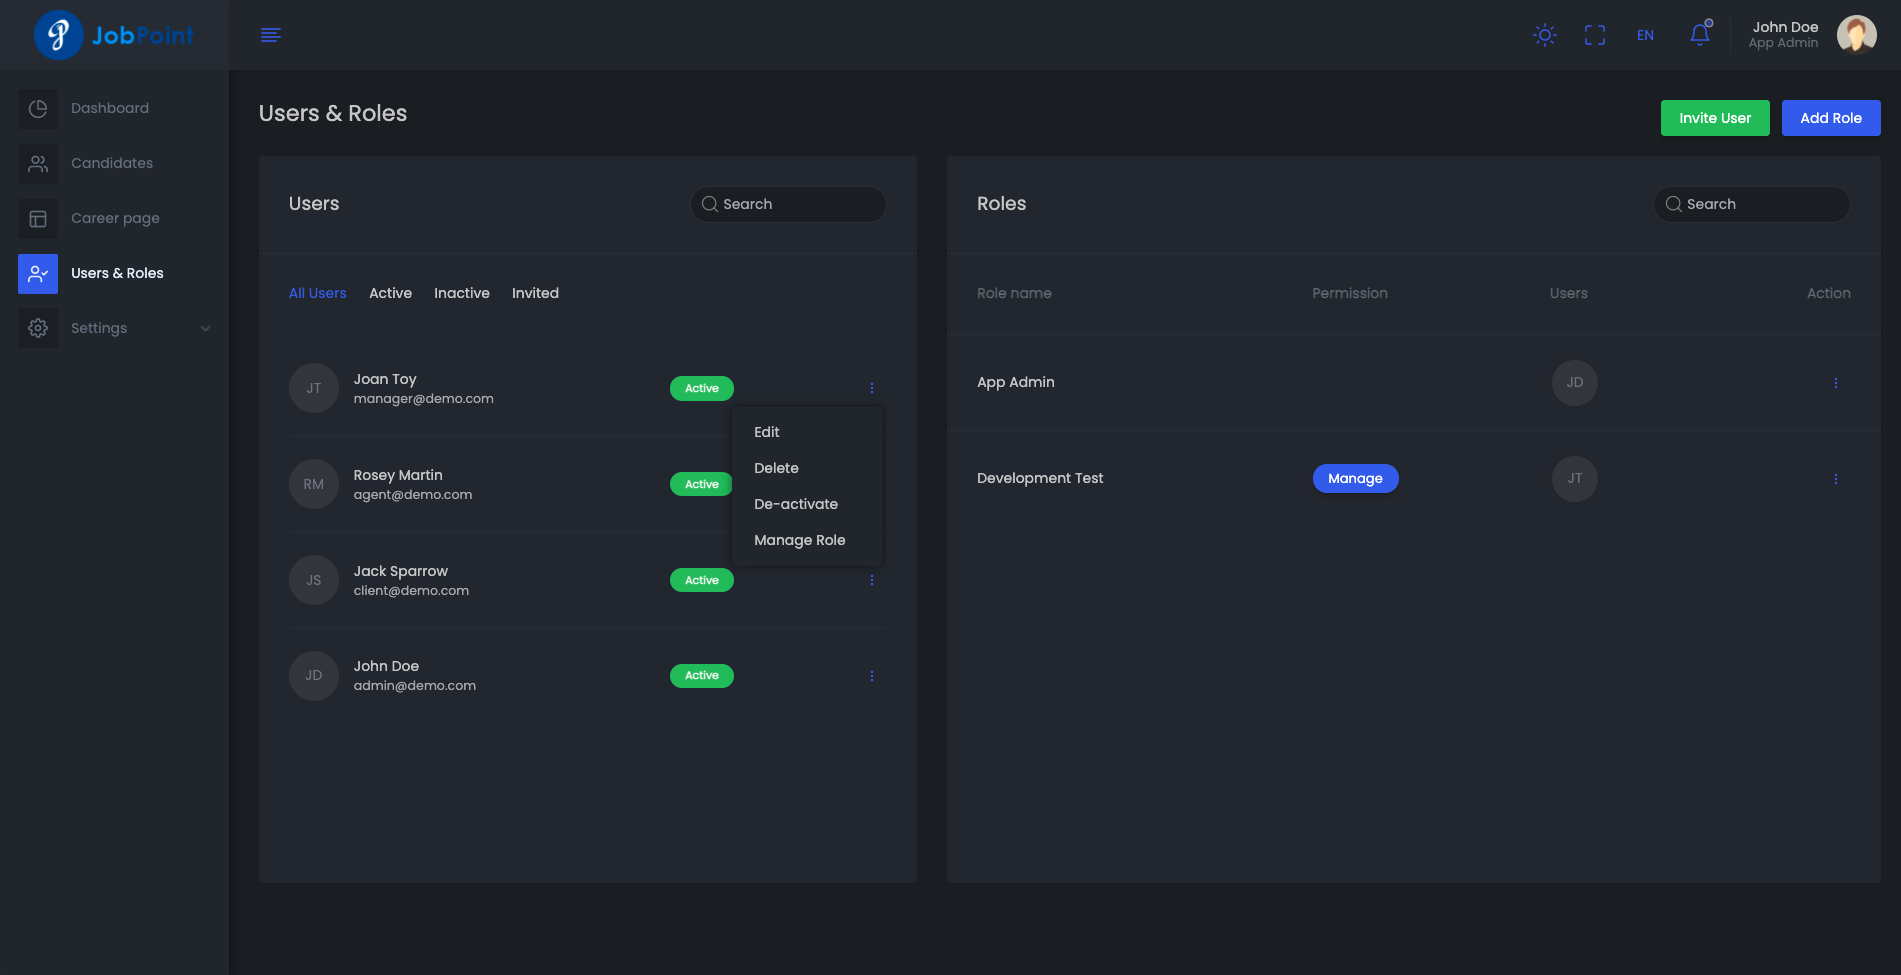 JobPoint
EN
John Doe
App Admin
Dashboard
Candidates
Career page
Users & Roles
Settings
Users & Roles
Invite User
Add Role
Users
Search
All Users Active Inactive Invited
JT
Joan Toy
manager@demo.com
Active
Edit
Delete
De-activate
Manage Role
RM
Rosey Martin
agent@demo.com
Active
JS
Jack Sparrow
client@demo.com
Active
JD
John Doe
admin@demo.com
Active
Roles
Search
Role name Permission Users Action
App Admin JD
Development Test Manage JT